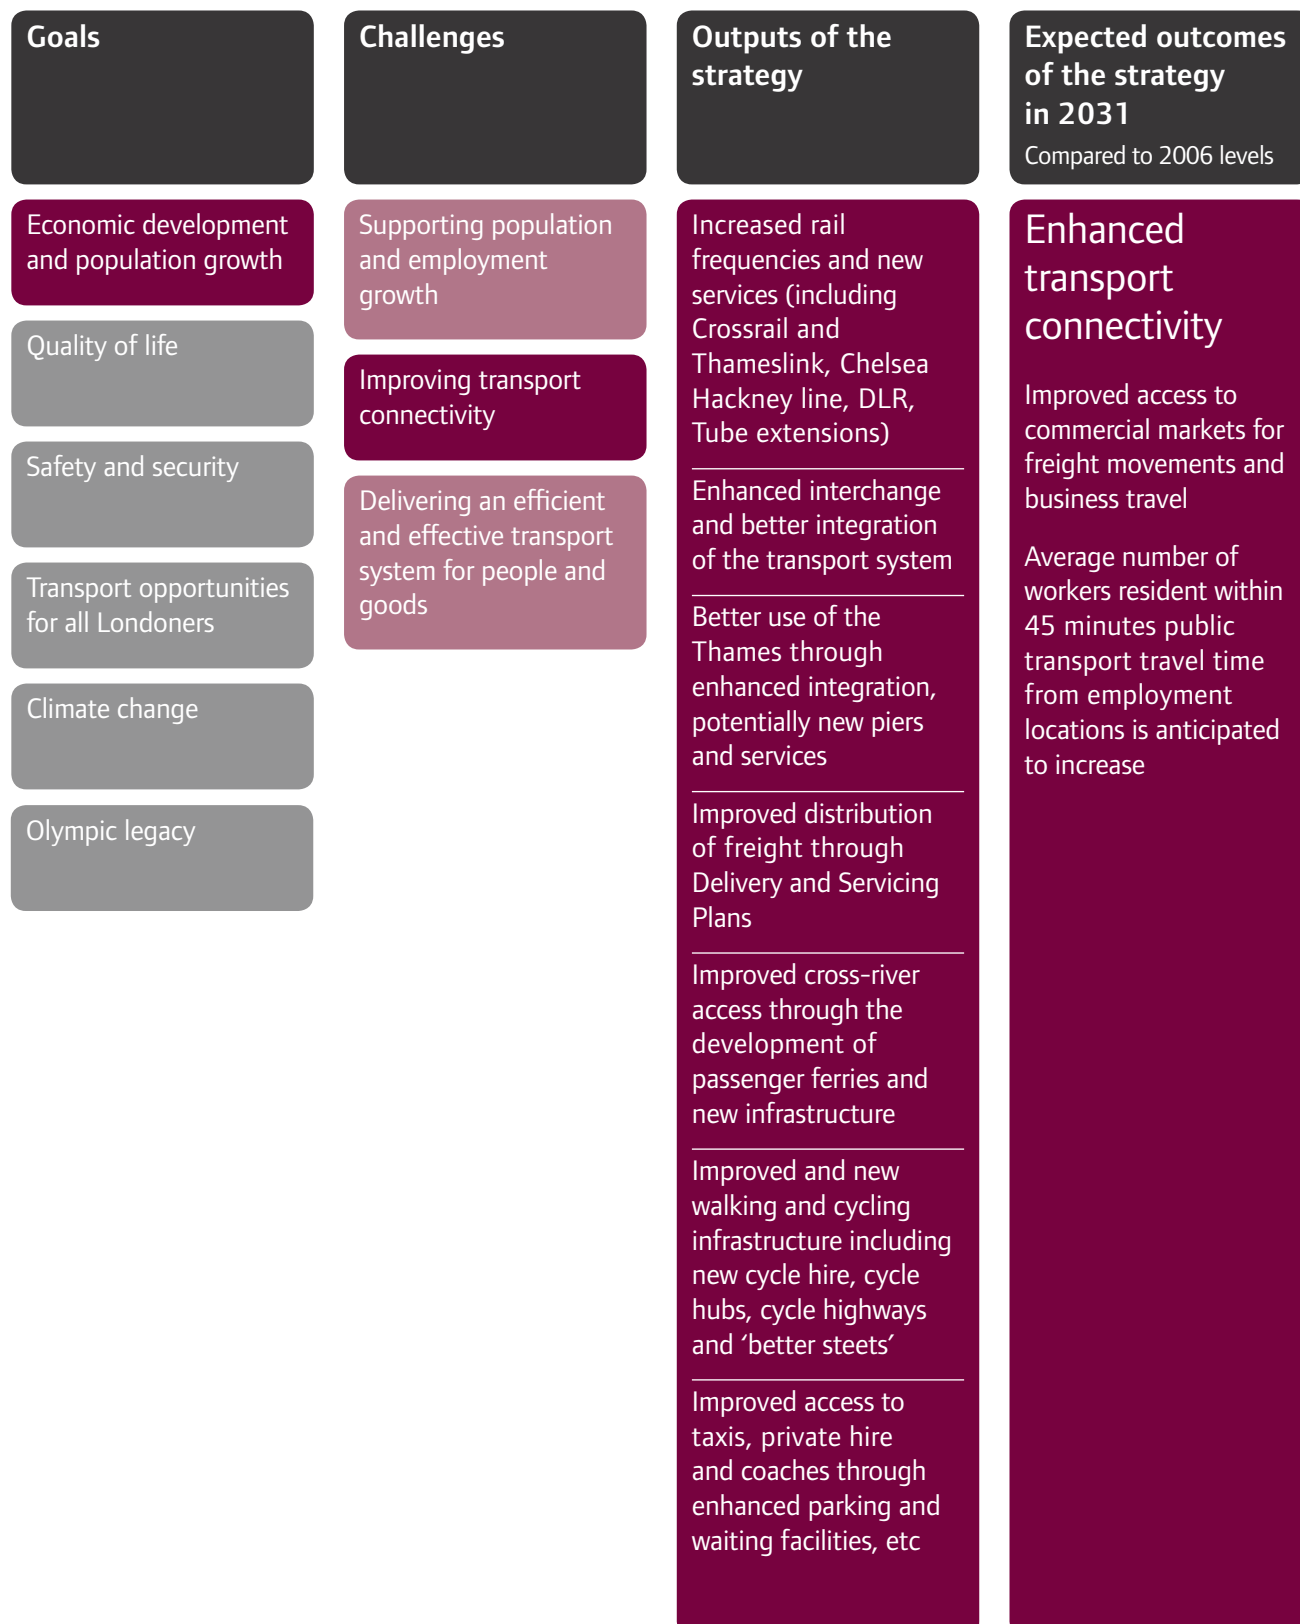 Goals
Economic development
and population growth
Quality of life
Safety and security
Transport opportunities
for all Londoners
Climate change
Olympic legacy
Challenges
Supporting population
and employment
growth
Improving transport
connectivity
Delivering an efficient
and effective transport
system for people and
goods
Outputs of the
strategy
Increased rail
frequencies and new
services (including
Crossrail and
Thameslink, Chelsea
Hackney line, DLR,
Tube extensions)
Enhanced interchange
and better integration
of the transport system
Better use of the
Thames through
enhanced integration,
potentially new piers
and services
Improved distribution
of freight through
Delivery and Servicing
Plans
Improved cross-river
access through the
development of
passenger ferries and
new infrastructure
Improved and new
walking and cycling
infrastructure including
new cycle hire, cycle
hubs, cycle highways
and ‘better steets’
Improved access to
taxis, private hire
and coaches through
enhanced parking and
waiting facilities, etc
Expected outcomes
of the strategy
in 2031
Compared to 2006 levels
Enhanced
transport
connectivity
Improved access to
commercial markets for
freight movements and
business travel
Average number of
workers resident within
45 minutes public
transport travel time
from employment
locations is anticipated
to increase